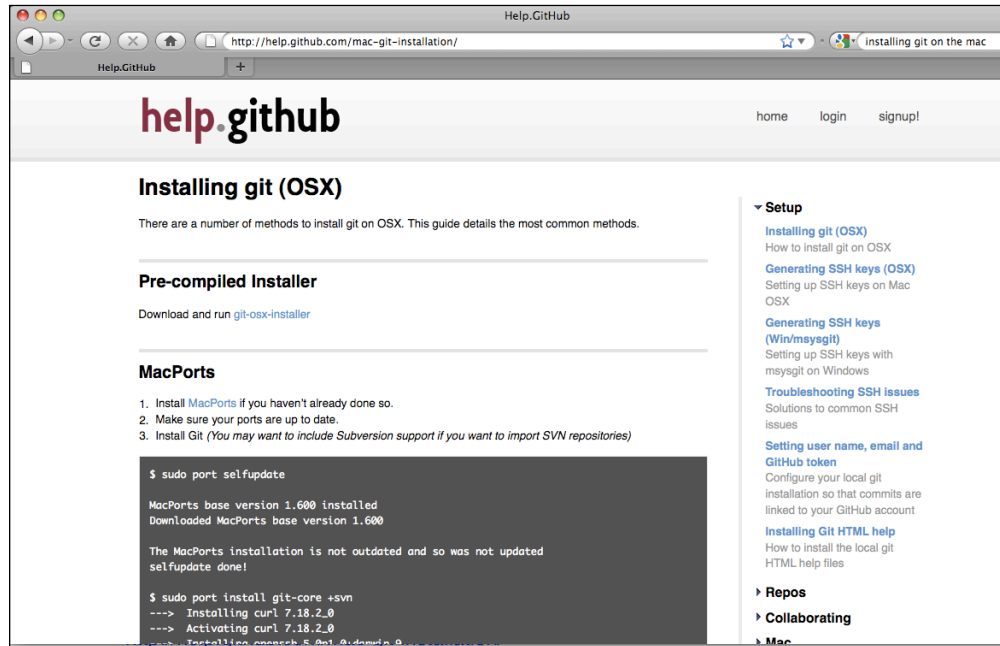 Help.GitHub
http://help.github.com/mac-git-installation/
installing git on the mac
Help.GitHub
+
help.github
home login signup!
Installing git (OSX)
There are a number of methods to install git on OSX. This guide details the most common methods.
Pre-compiled Installer
Download and run git-osx-installer
MacPorts
1. Install MacPorts if you haven't already done so.
2. Make sure your ports are up to date.
3. Install Git (You may want to include Subversion support if you want to import SVN repositories)
$ sudo port selfupdate
MacPorts base version 1.600 installed
Downloaded MacPorts base version 1.600
The MacPorts installation is not outdated and so was not updated
selfupdate done!
$ sudo port install git-core +svn
---> Installing curl 7.18.2_0
---> Activating curl 7.18.2_0
---> Installing openssh 5.0p1_0+darwin_9
Setup
Installing git (OSX)
How to install git on OSX
Generating SSH keys (OSX)
Setting up SSH keys on Mac
OSX
Generating SSH keys
(Win/msysgit)
Setting up SSH keys with
msysgit on Windows
Troubleshooting SSH issues
Solutions to common SSH
issues
Setting user name, email and
GitHub token
Configure your local git
installation so that commits are
linked to your GitHub account
Installing Git HTML help
How to install the local git
HTML help files
Repos
Collaborating
Mac